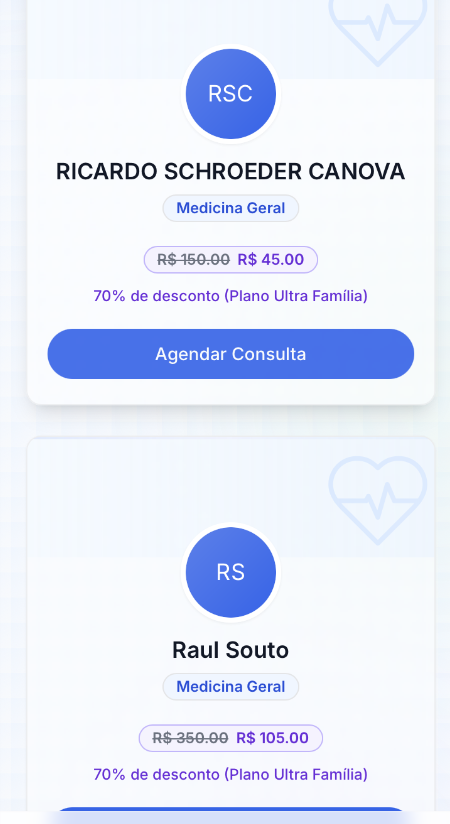 RSC
RICARDO SCHROEDER CANOVA
Medicina Geral
R$ 150.00 R$ 45.00
70% de desconto (Plano Ultra Família)
Agendar Consulta
RS
Raul Souto
Medicina Geral
R$ 350.00 R$ 105.00
70% de desconto (Plano Ultra Família)